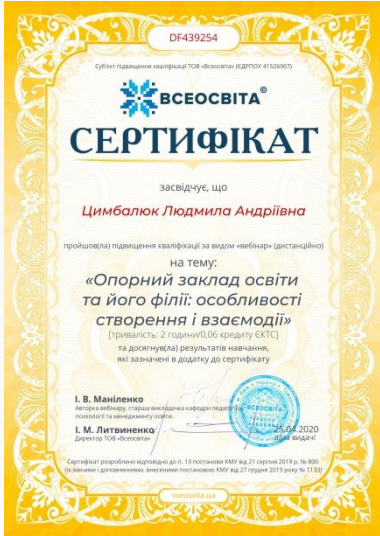 DF439254
Суб'єкт підвищення кваліфікації ТОВ «Всеосвіта» (ЄДРПОУ 41526967)
ВСЕОСВІТА©
СЕРТИФІКАТ
засвідчує, що
Цимбалюк Людмила Андріївна
пройшов(ла) підвищення кваліфікації за видом «вебінар» (дистанційно)
на тему:
«Опорний заклад освіти
та його філії: особливості
створення і взаємодії»
[тривалість: 2 години/0,06 кредиту ЄКТС]
та досягнув(ла) результатів навчання,
які зазначені в додатку до сертифікату
І. В. Маніленко
Авторка вебінару, старша викладачка кафедри педагогіки,
психології та менеджменту освіти.
І. М. Литвиненко
Директор ТОВ «Всеосвіта»
ВСЕОСВІТА
25.04.2020
дата видачі
Сертифікат розроблено відповідно до п. 13 постанови КМУ від 21 серпня 2019 р. № 800
(із змінами і доповненнями, внесеними постановою КМУ від 27 грудня 2019 року № 1133)
vseosvita.ua